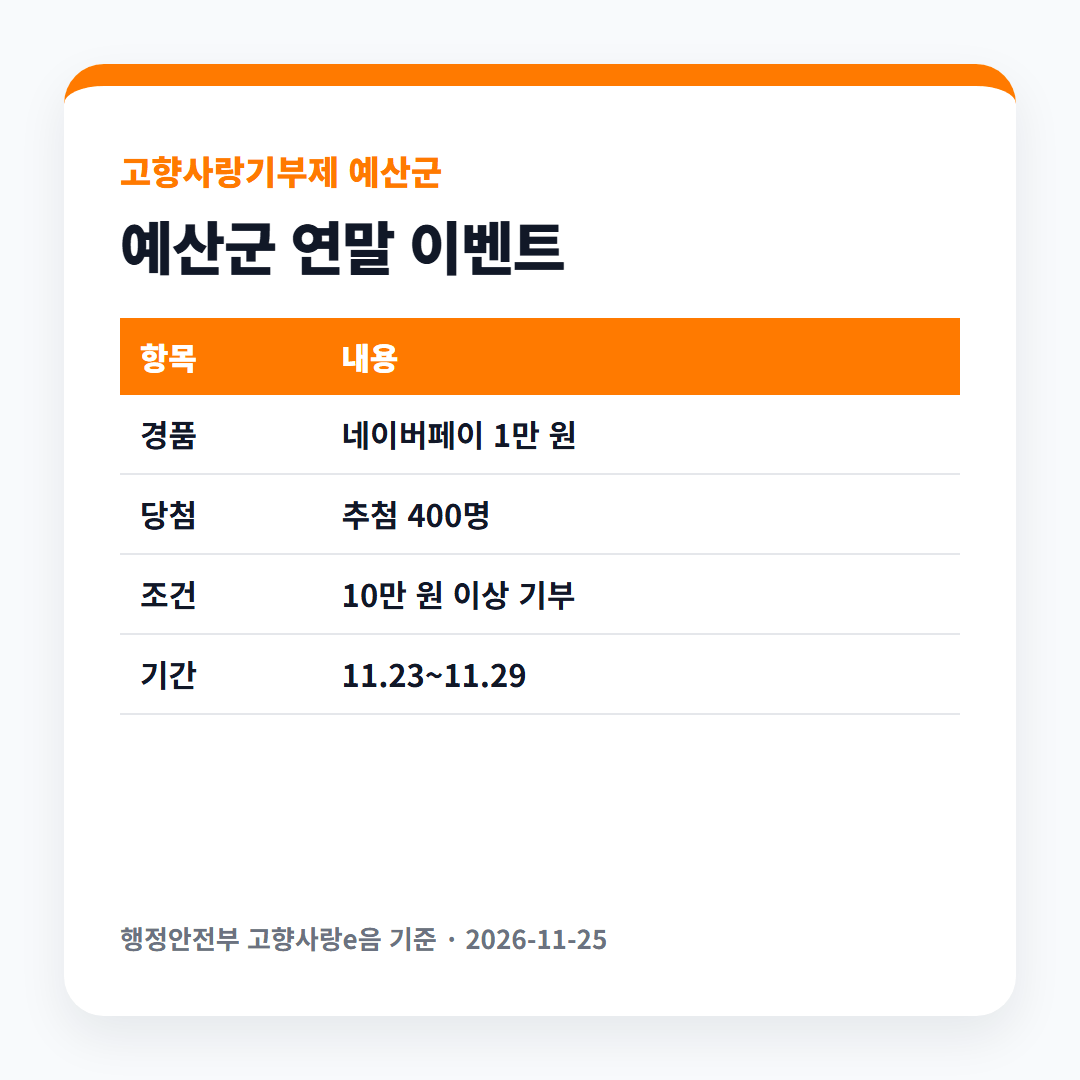 고향사랑기부제 예산군
예산군 연말 이벤트
항목 내용
경품 네이버페이 1만 원
당첨 추첨 400명
조건 10만 원 이상 기부
기간 11.23~11.29
행정안전부 고향사랑e음 기준 · 2026-11-25